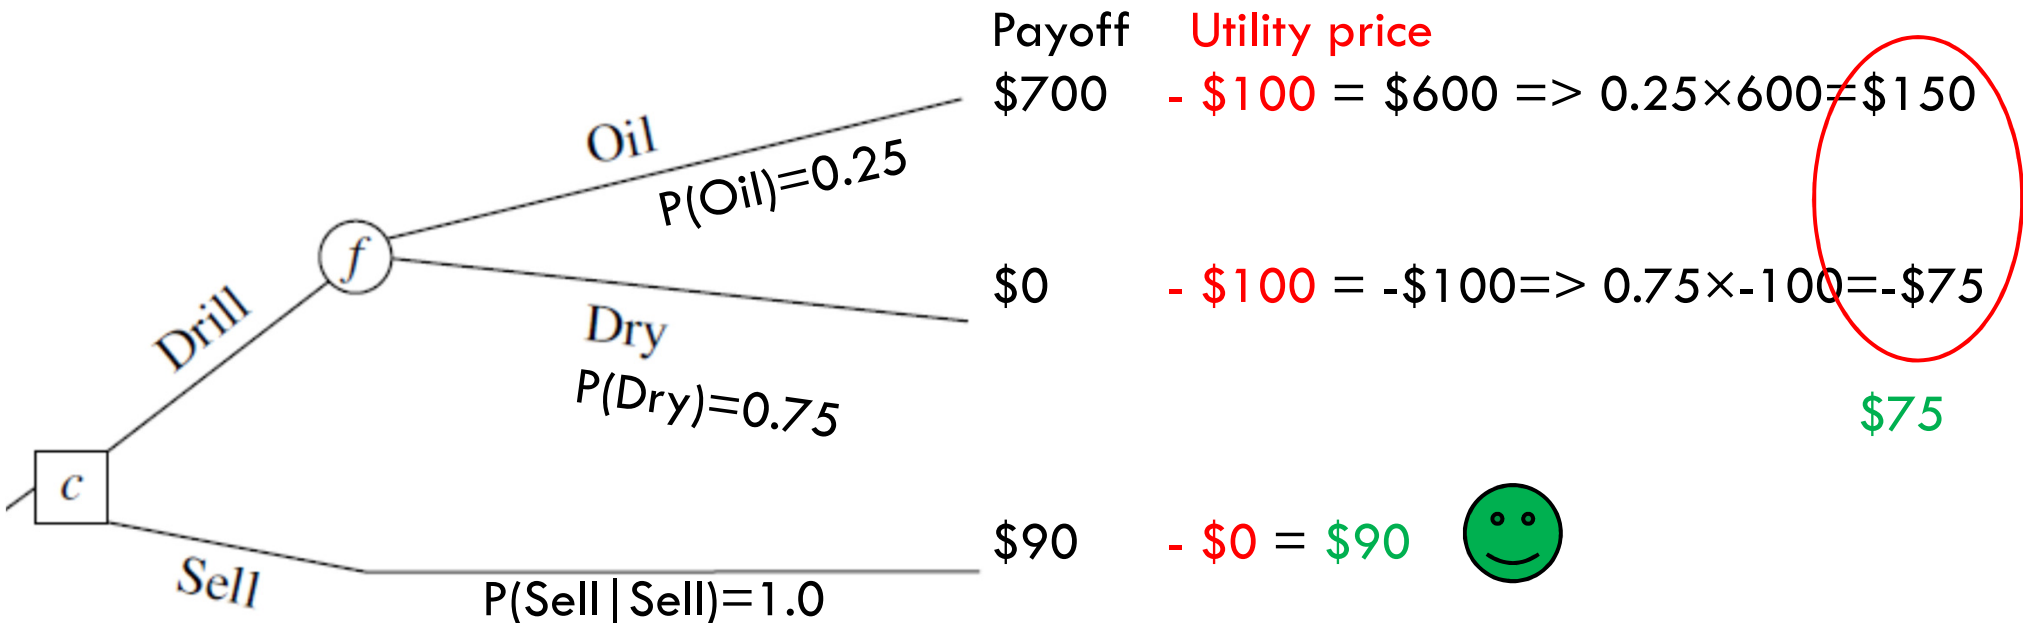 Payoff Utility price
$700 - $100 = $600 => 0.25×600=$150
Oil
P(Oil)=0.25
f
$0 - $100 = -$100=> 0.75×-100=-$75
Drill
Dry
P(Dry)=0.75
$75
c
$90 - $0 = $90
Sell
P(Sell|Sell)=1.0